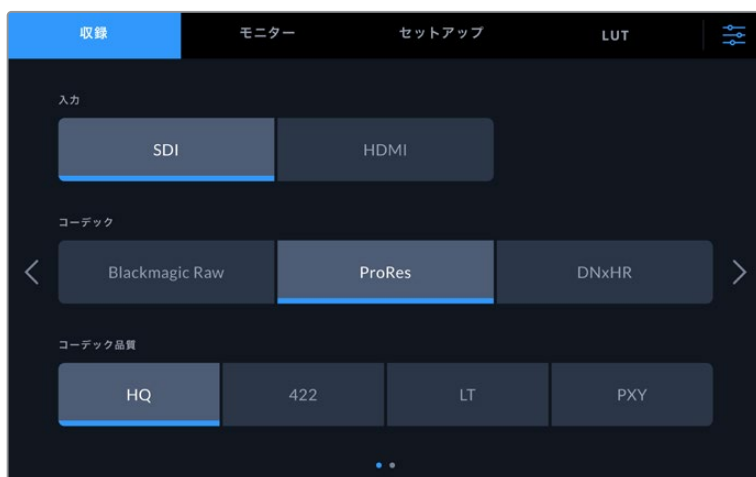 収録 モニター セットアップ LUT
入力
SDI HDMI
コーデック
Blackmagic Raw ProRes DNxHR
コーデック品質
HQ 422 LT PXY